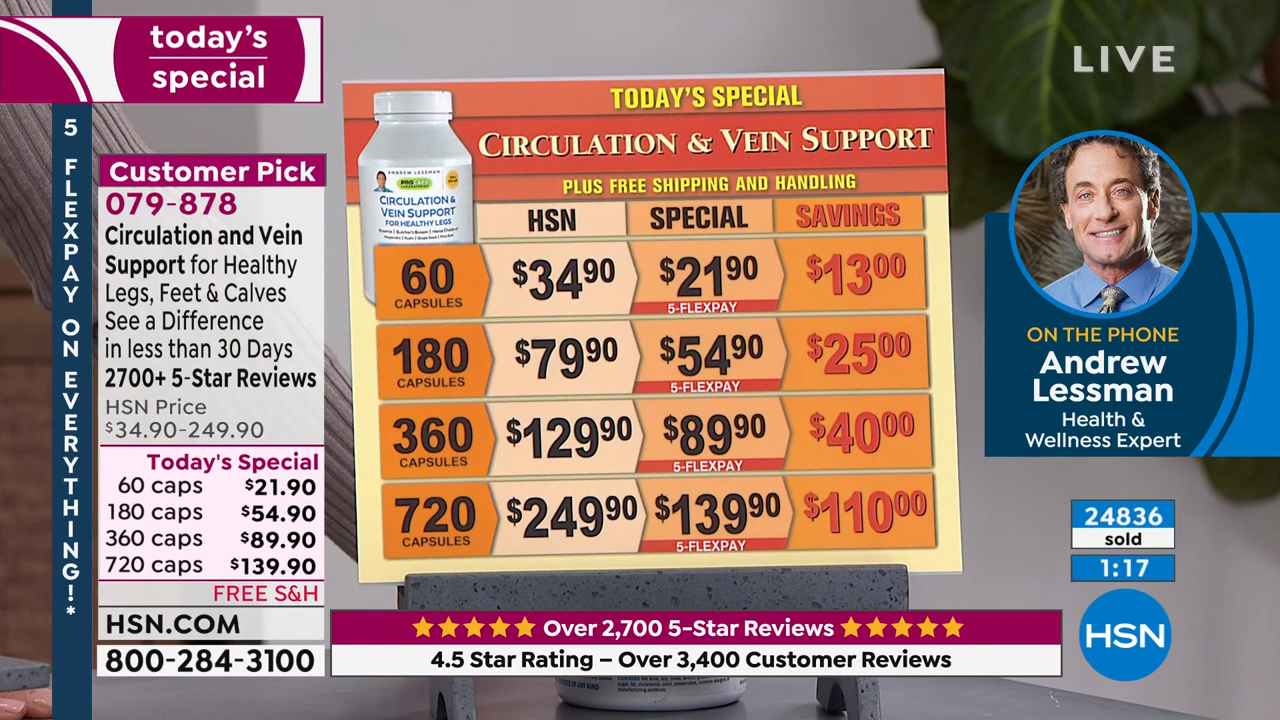 today's
special
5 FLEXPAY ON EVERYTHING!*
Customer Pick
079-878
Circulation and Vein
Support for Healthy
Legs, Feet & Calves
See a Difference
in less than 30 Days
2700+ 5-Star Reviews
HSN Price
$34.90-249.90
Today's Special
60 caps $21.90
180 caps $54.90
360 caps $89.90
720 caps $139.90
FREE S&H
HSN.COM
800-284-3100
TODAY'S SPECIAL
CIRCULATION & VEIN SUPPORT
PLUS FREE SHIPPING AND HANDLING
HSN SPECIAL SAVINGS
60 CAPSULES $34.90 $21.90 $13.00
5-FLEXPAY
180 CAPSULES $79.90 $54.90 $25.00
5-FLEXPAY
360 CAPSULES $129.90 $89.90 $40.00
5-FLEXPAY
720 CAPSULES $249.90 $139.90 $110.00
5-FLEXPAY
ANDREW LESSMAN
PROCAPS
LABORATORIES
CIRCULATION &
VEIN SUPPORT
FOR HEALTHY LEGS
LIVE
ON THE PHONE
Andrew
Lessman
Health &
Wellness Expert
24836
sold
1:17
HSN
Over 2,700 5-Star Reviews
4.5 Star Rating – Over 3,400 Customer Reviews